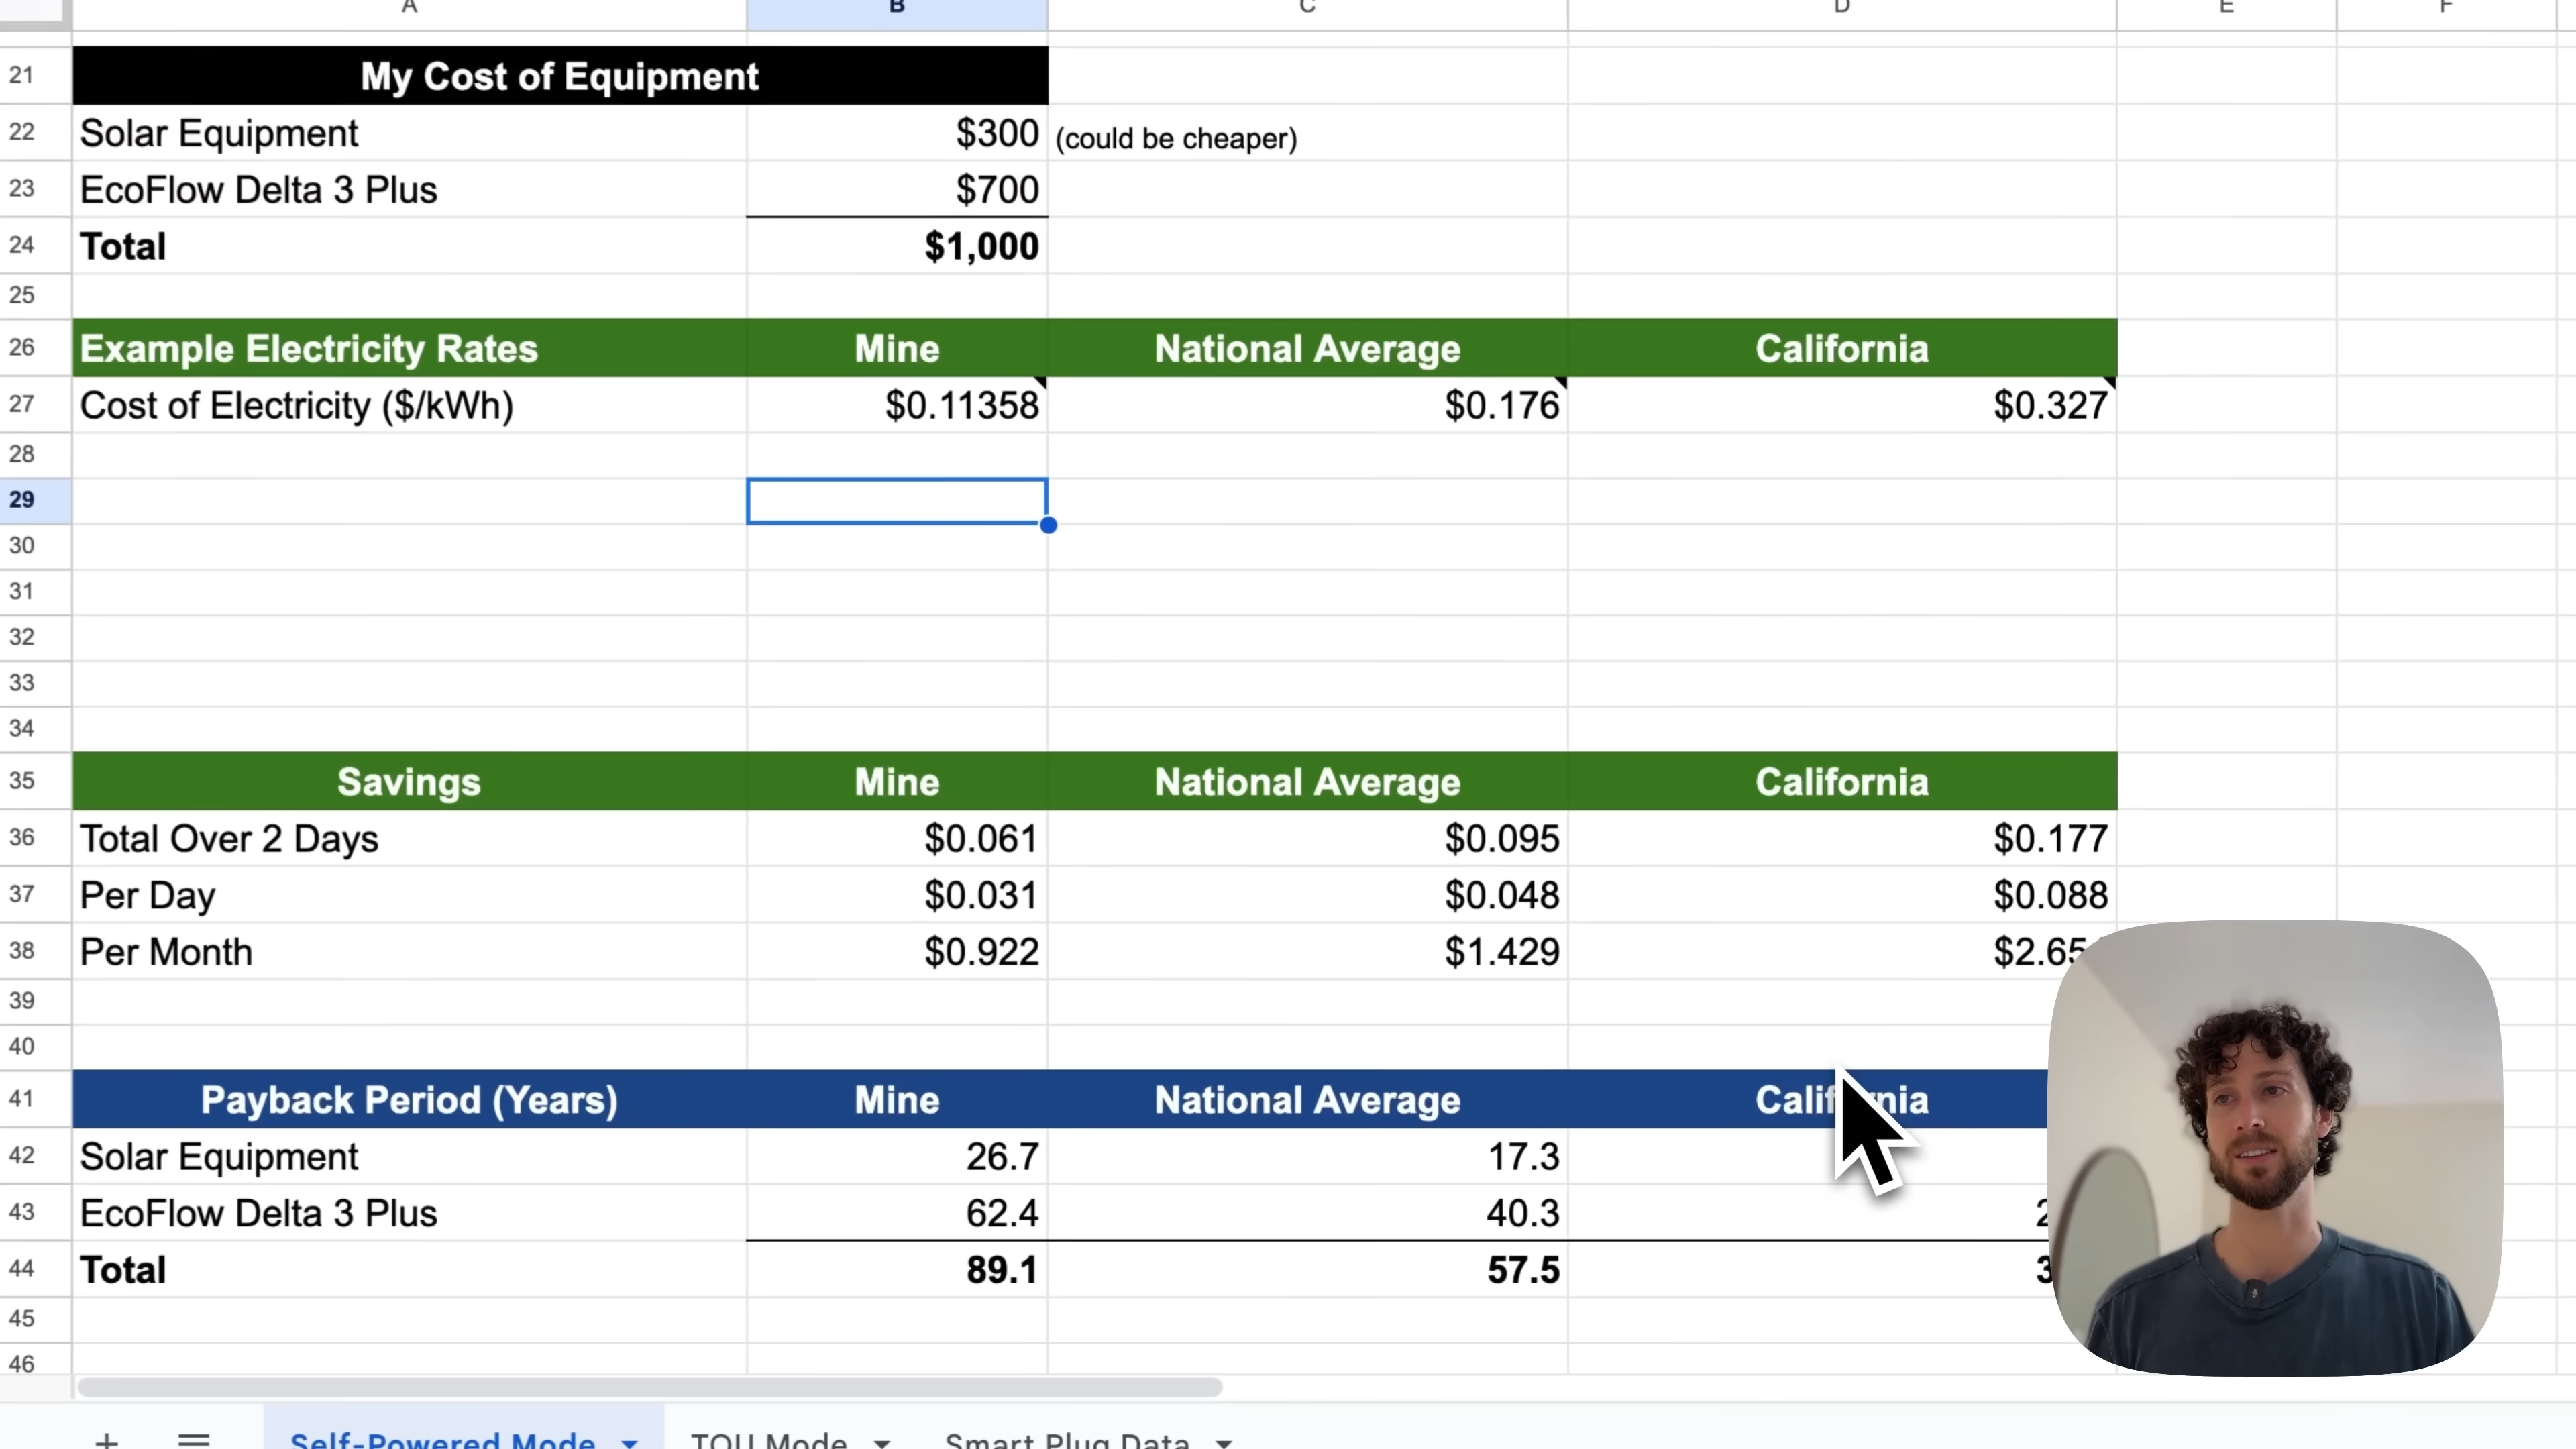 A B C D E F
21 My Cost of Equipment
22 Solar Equipment $300 (could be cheaper)
23 EcoFlow Delta 3 Plus $700
24 Total $1,000
25
26 Example Electricity Rates Mine National Average California
27 Cost of Electricity ($/kWh) $0.11358 $0.176 $0.327
28
29
30
31
32
33
34
35 Savings Mine National Average California
36 Total Over 2 Days $0.061 $0.095 $0.177
37 Per Day $0.031 $0.048 $0.088
38 Per Month $0.922 $1.429 $2.65
39
40
41 Payback Period (Years) Mine National Average California
42 Solar Equipment 26.7 17.3
43 EcoFlow Delta 3 Plus 62.4 40.3
44 Total 89.1 57.5
45
46
Self-Powered Mode TOU Mode Smart Plug Data